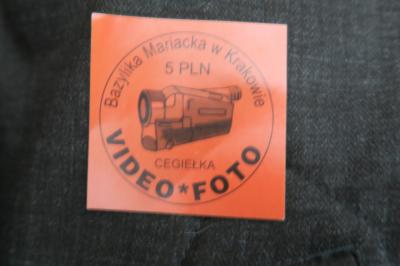 Bazylika Mariacka w Krakowie
5 PLN
CEGIEŁKA
VIDEO*FOTO